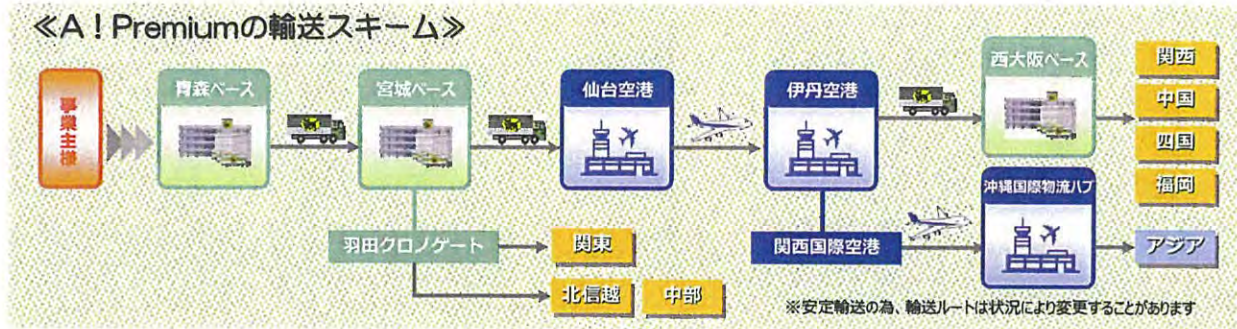 ≪A！Premiumの輸送スキーム≫
事業主様
青森ベース
宮城ベース
仙台空港
伊丹空港
西大阪ベース
関西
中国
四国
福岡
沖縄国際物流ハブ
羽田クロノゲート
関東
関西国際空港
アジア
北信越
中部
※安定輸送の為、輸送ルートは状況により変更することがあります